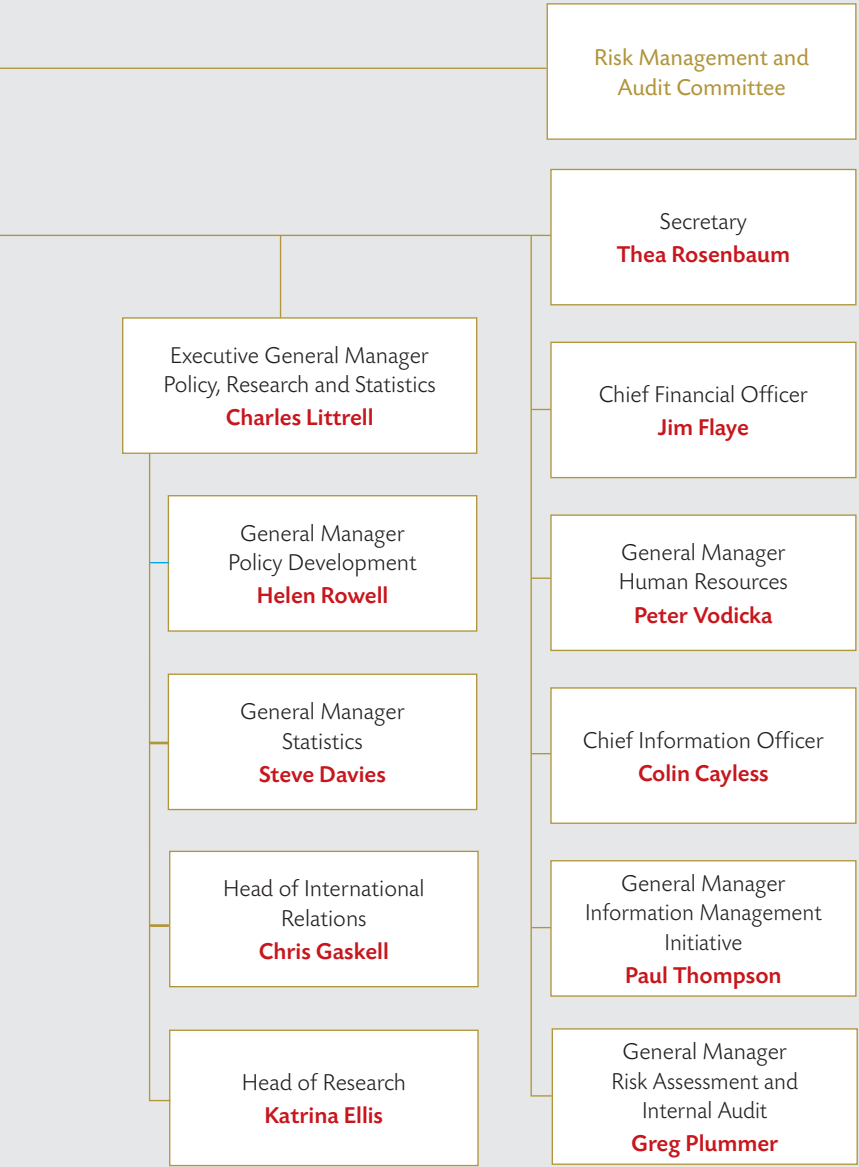 Risk Management and
Audit Committee
Secretary
Thea Rosenbaum
Executive General Manager
Policy, Research and Statistics
Charles Littrell
General Manager
Policy Development
Helen Rowell
General Manager
Statistics
Steve Davies
Head of International
Relations
Chris Gaskell
Head of Research
Katrina Ellis
Chief Financial Officer
Jim Flaye
General Manager
Human Resources
Peter Vodicka
Chief Information Officer
Colin Cayless
General Manager
Information Management
Initiative
Paul Thompson
General Manager
Risk Assessment and
Internal Audit
Greg Plummer